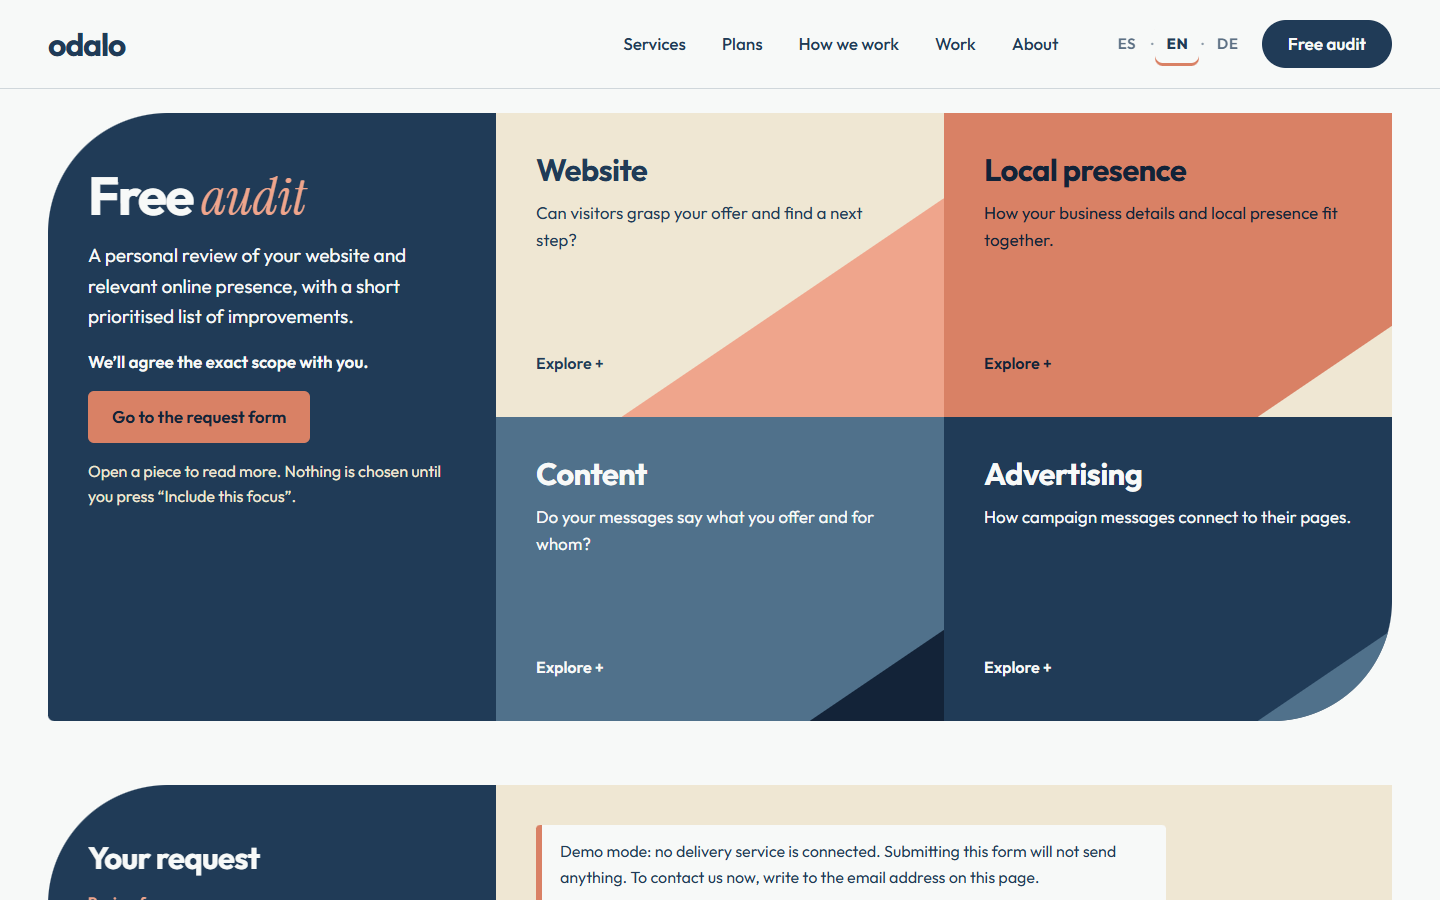 odalo
Services
Plans
How we work
Work
About
ES · EN · DE
Free audit
Free audit
A personal review of your website and
relevant online presence, with a short
prioritised list of improvements.
We’ll agree the exact scope with you.
Go to the request form
Open a piece to read more. Nothing is chosen until
you press “Include this focus”.
Website
Can visitors grasp your offer and find a next
step?
Explore +
Local presence
How your business details and local presence fit
together.
Explore +
Content
Do your messages say what you offer and for
whom?
Explore +
Advertising
How campaign messages connect to their pages.
Explore +
Your request
Demo mode: no delivery service is connected. Submitting this form will not send
anything. To contact us now, write to the email address on this page.